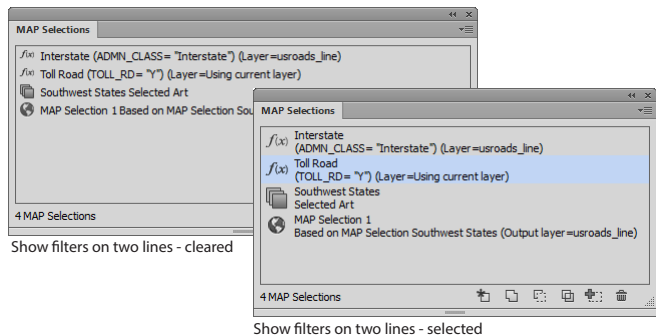 MAP Selections
f(x) Interstate (ADMN_CLASS= "Interstate") (Layer=usroads_line)
f(x) Toll Road (TOLL_RD= "Y") (Layer=Using current layer)
Southwest States Selected Art
MAP Selection 1 Based on MAP Selection Sou
4 MAP Selections
Show filters on two lines - cleared
MAP Selections
f(x) Interstate
(ADMN_CLASS= "Interstate") (Layer=usroads_line)
f(x) Toll Road
(TOLL_RD= "Y") (Layer=Using current layer)
Southwest States
Selected Art
MAP Selection 1
Based on MAP Selection Southwest States (Output layer=usroads_line)
4 MAP Selections
Show filters on two lines - selected